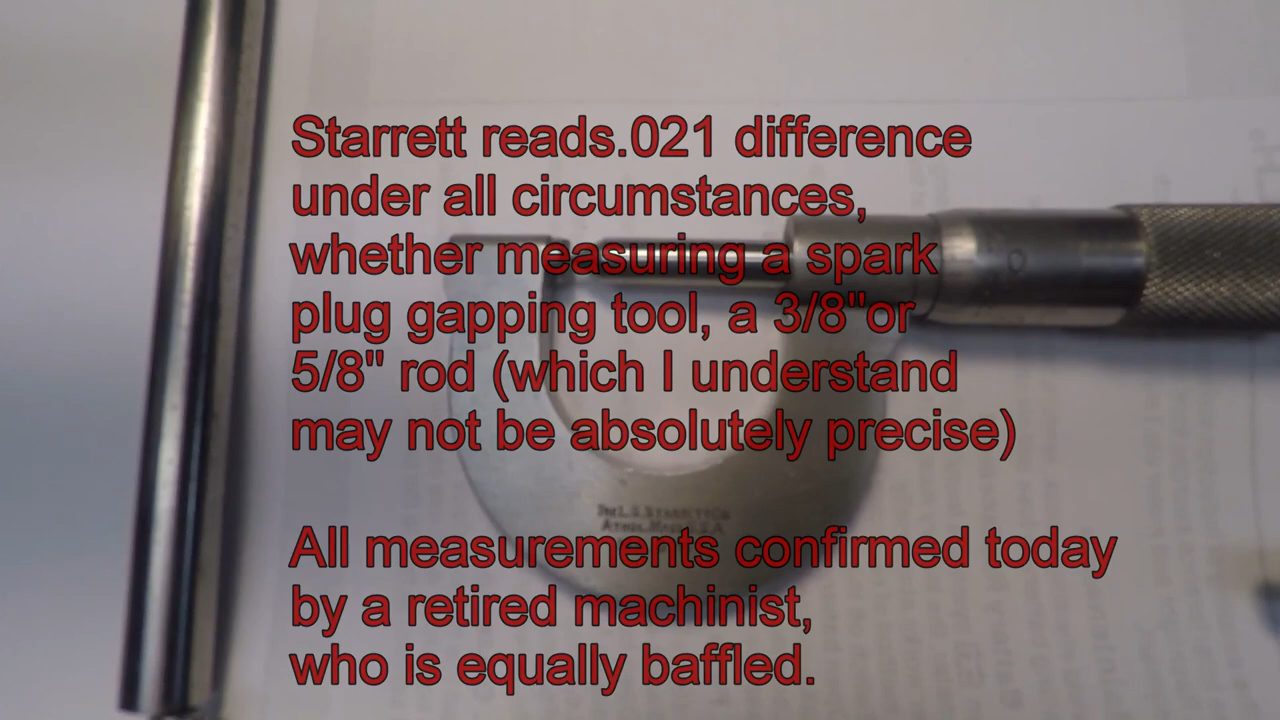 Starrett reads.021 difference
under all circumstances,
whether measuring a spark
plug gapping tool, a 3/8"or
5/8" rod (which I understand
may not be absolutely precise)
All measurements confirmed today
by a retired machinist,
who is equally baffled.